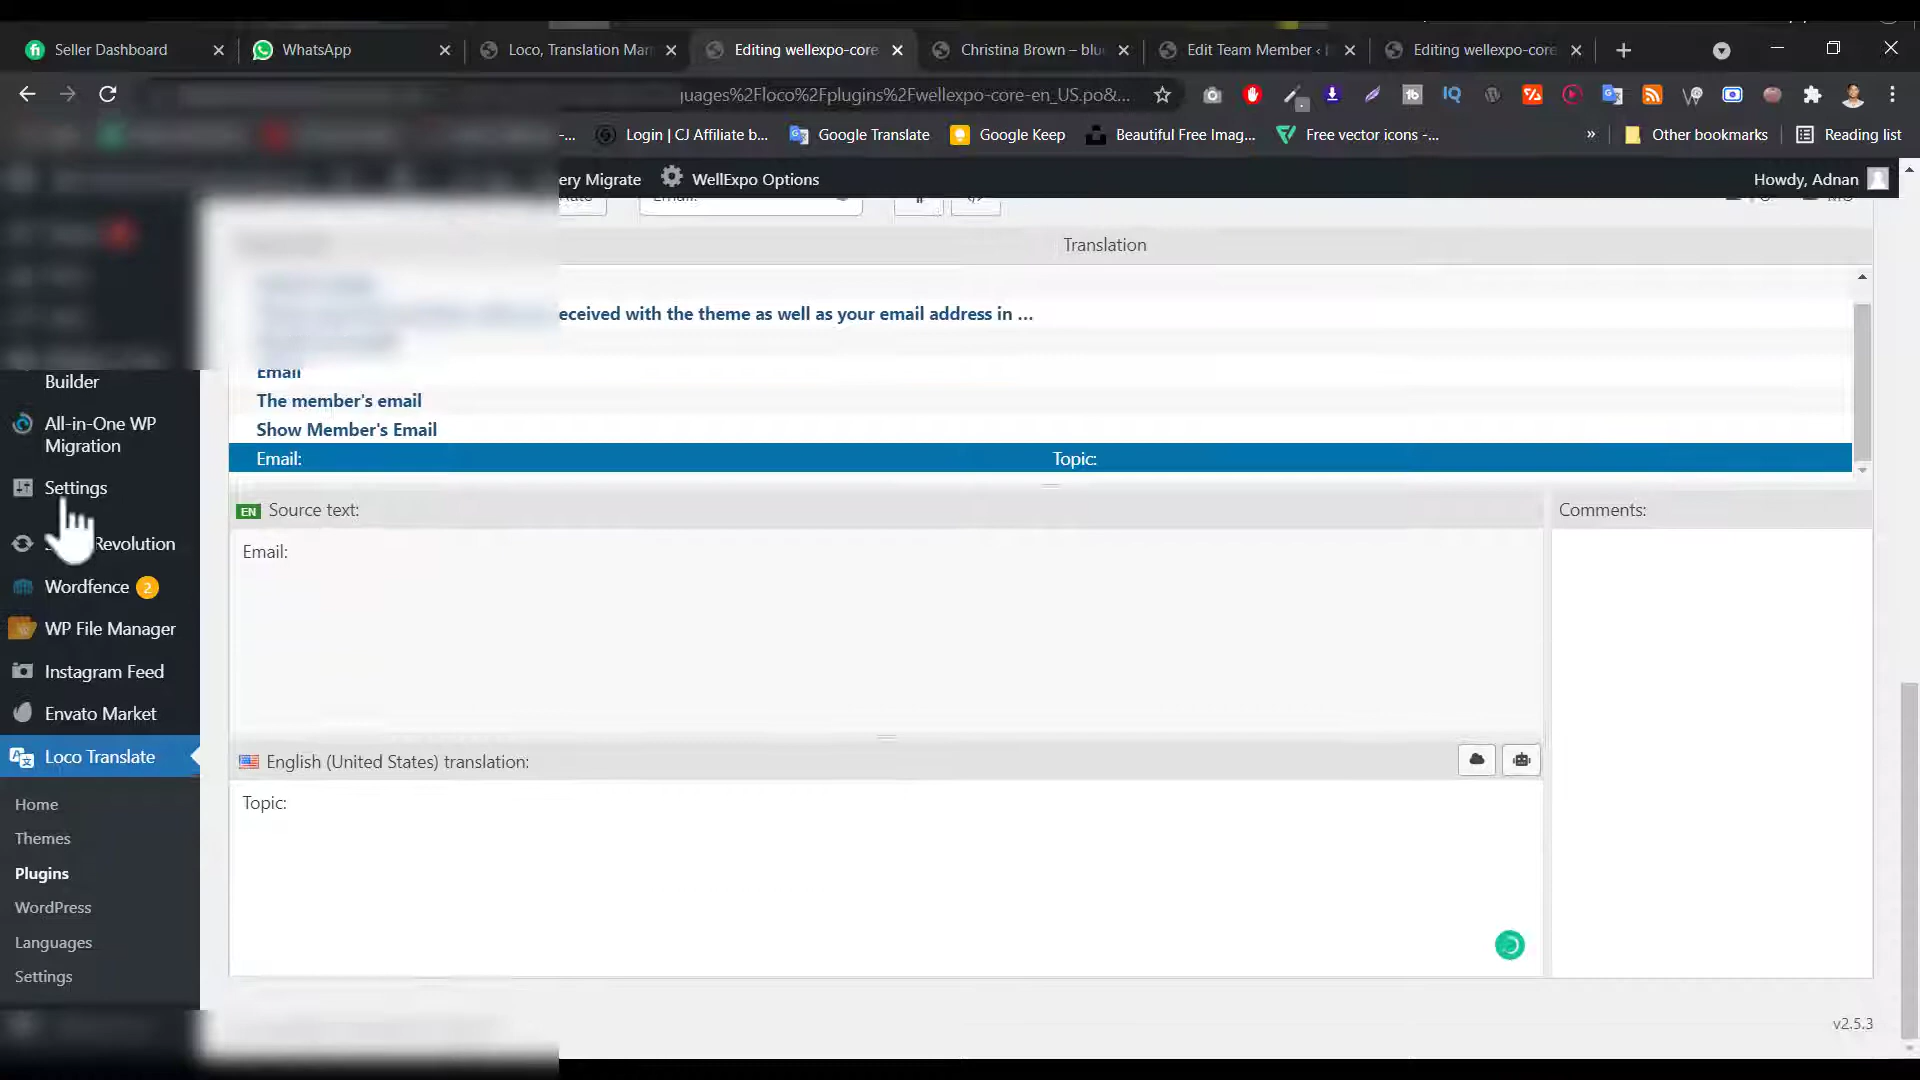 Seller Dashboard
WhatsApp
Loco, Translation Man
Editing wellexpo-core
Christina Brown – blu
Edit Team Member ‹
Editing wellexpo-core
guages%2Floco%2Fplugins%2Fwellexpo-core-en_US.po&...
-...
Login | CJ Affiliate b...
Google Translate
Google Keep
Beautiful Free Imag...
Free vector icons -...
»
Other bookmarks
Reading list
ery Migrate
WellExpo Options
Howdy, Adnan
Translation
eceived with the theme as well as your email address in ...
Email
The member's email
Show Member's Email
Email:
Topic:
EN Source text:
Comments:
Email:
English (United States) translation:
Topic:
v2.5.3
Builder
All-in-One WP
Migration
Settings
Revolution
Wordfence 2
WP File Manager
Instagram Feed
Envato Market
Loco Translate
Home
Themes
Plugins
WordPress
Languages
Settings